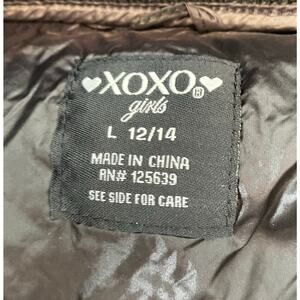 ♥XOXO♥®
girls
L 12/14
MADE IN CHINA
RN# 125639
SEE SIDE FOR CARE